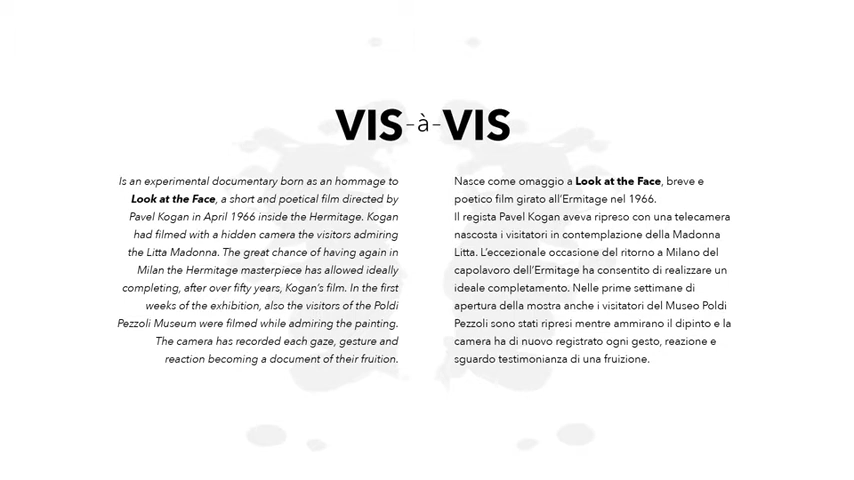 VIS-à-VIS
Is an experimental documentary born as an hommage to
Look at the Face, a short and poetical film directed by
Pavel Kogan in April 1966 inside the Hermitage. Kogan
had filmed with a hidden camera the visitors admiring
the Litta Madonna. The great chance of having again in
Milan the Hermitage masterpiece has allowed ideally
completing, after over fifty years, Kogan's film. In the first
weeks of the exhibition, also the visitors of the Poldi
Pezzoli Museum were filmed while admiring the painting.
The camera has recorded each gaze, gesture and
reaction becoming a document of their fruition.
Nasce come omaggio a Look at the Face, breve e
poetico film girato all'Ermitage nel 1966.
Il regista Pavel Kogan aveva ripreso con una telecamera
nascosta i visitatori in contemplazione della Madonna
Litta. L'eccezionale occasione del ritorno a Milano del
capolavoro dell'Ermitage ha consentito di realizzare un
ideale completamento. Nelle prime settimane di
apertura della mostra anche i visitatori del Museo Poldi
Pezzoli sono stati ripresi mentre ammirano il dipinto e la
camera ha di nuovo registrato ogni gesto, reazione e
sguardo testimonianza di una fruizione.